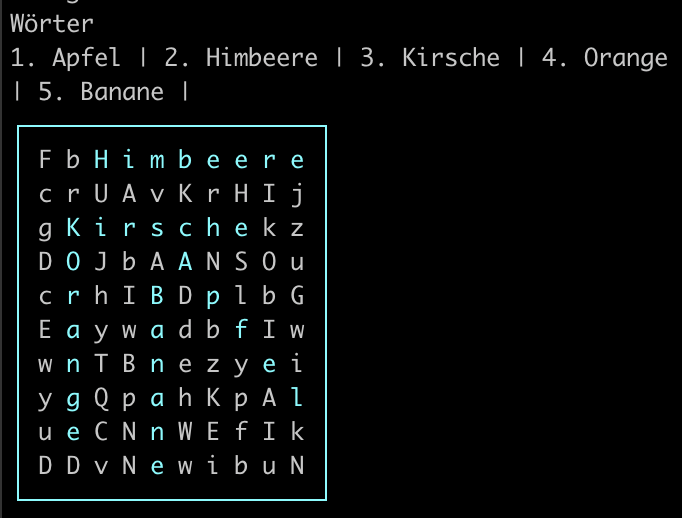 Wörter
1. Apfel | 2. Himbeere | 3. Kirsche | 4. Orange
| 5. Banane |
F b H i m b e e r e
c r U A v K r H I j
g K i r s c h e k z
D O J b A A N S O u
c r h I B D p l b G
E a y w a d b f I w
w n T B n e z y e i
y g Q p a h K p A l
u e C N n W E f I k
D D v N e w i b u N